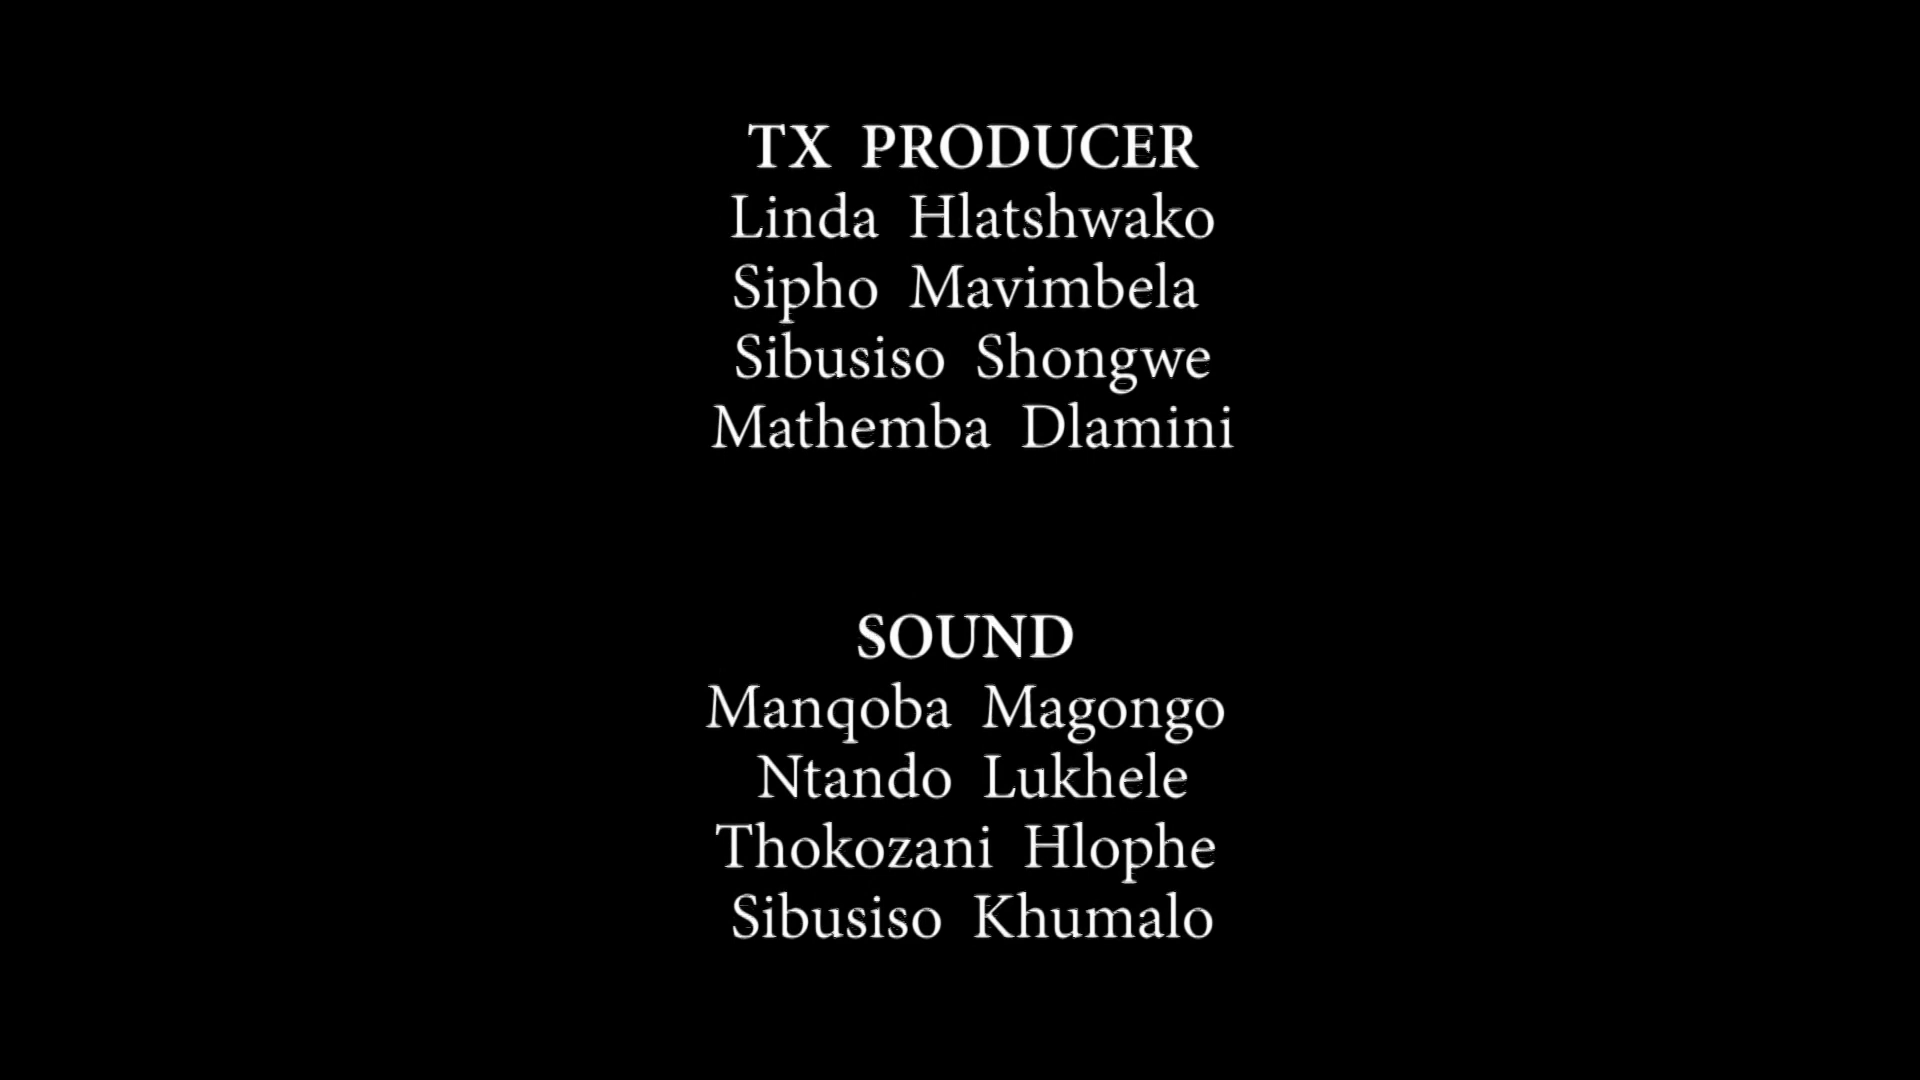 TX PRODUCER
Linda Hlatshwako
Sipho Mavimbela
Sibusiso Shongwe
Mathemba Dlamini
SOUND
Manqoba Magongo
Ntando Lukhele
Thokozani Hlophe
Sibusiso Khumalo